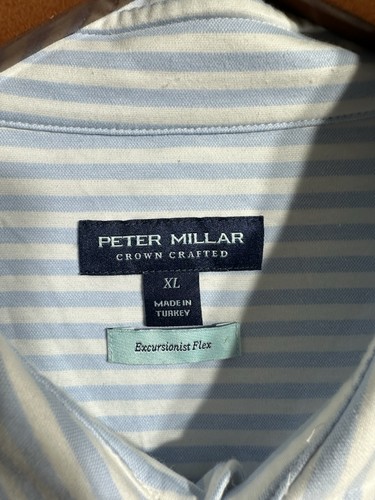 PETER MILLAR
CROWN CRAFTED
XL
MADE IN
TURKEY
Excursionist Flex